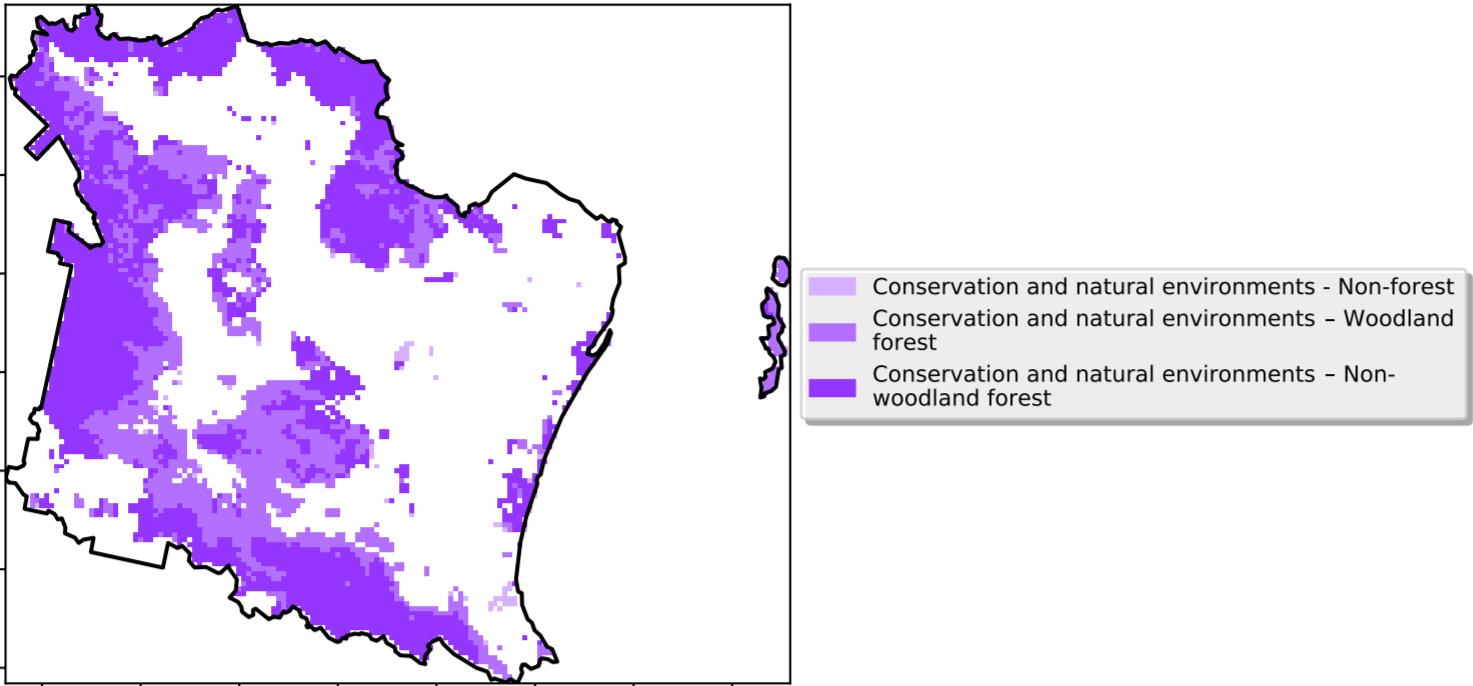 Conservation and natural environments - Non-forest
Conservation and natural environments – Woodland
forest
Conservation and natural environments – Non-
woodland forest